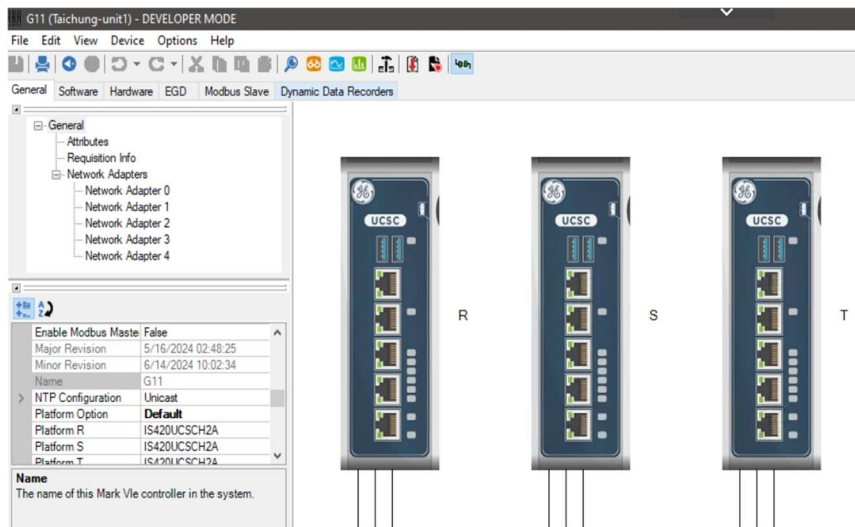 G11 (Taichung-unit1) - DEVELOPER MODE
File Edit View Device Options Help
General Software Hardware EGD Modbus Slave Dynamic Data Recorders
General
Attributes
Requisition Info
Network Adapters
Network Adapter 0
Network Adapter 1
Network Adapter 2
Network Adapter 3
Network Adapter 4
Enable Modbus Maste False
Major Revision 5/16/2024 02:48:25
Minor Revision 6/14/2024 10:02:34
Name G11
NTP Configuration Unicast
Platform Option Default
Platform R IS420UCSCH2A
Platform S IS420UCSCH2A
Platform T IS420UCSCH2A
Name
The name of this Mark VIe controller in the system.
UCSC R UCSC S UCSC T